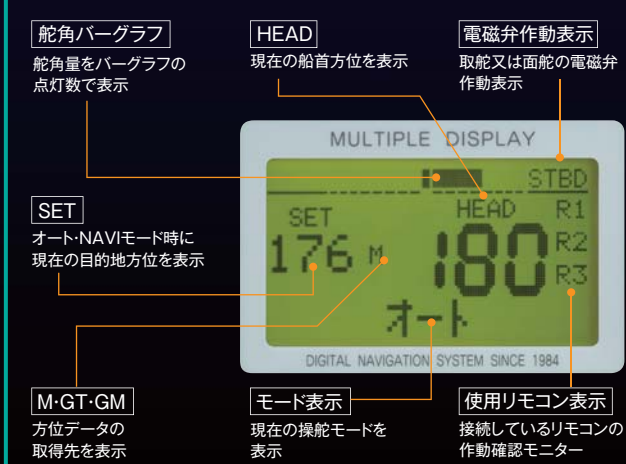 舵角バーグラフ
舵角量をバーグラフの
点灯数で表示
HEAD
現在の船首方位を表示
電磁弁作動表示
取舵又は面舵の電磁弁
作動表示
MULTIPLE DISPLAY
STBD
SET
HEAD
R1
176 M
180
R2
R3
オート
DIGITAL NAVIGATION SYSTEM SINCE 1984
SET
オート・NAVIモード時に
現在の目的地方位を表示
M・GT・GM
方位データの
取得先を表示
モード表示
現在の操舵モードを
表示
使用リモコン表示
接続しているリモコンの
作動確認モニター